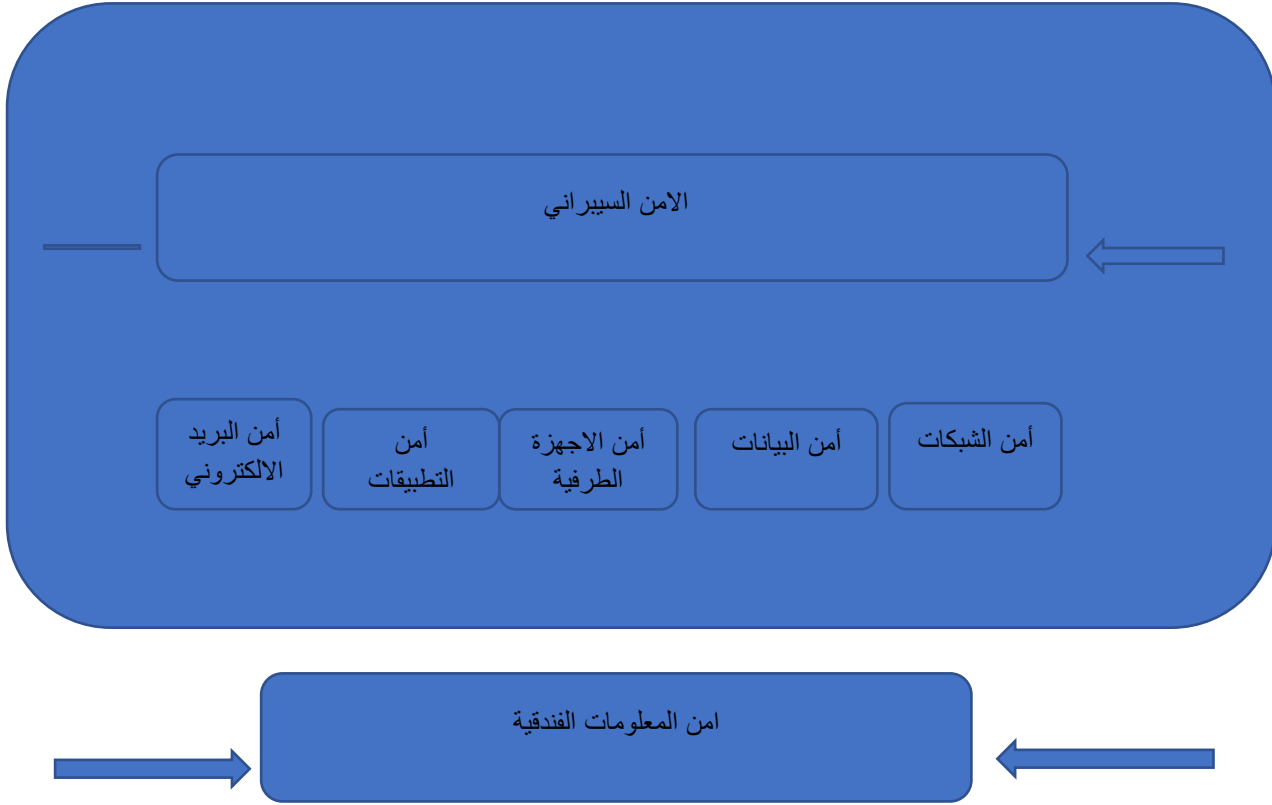 الامن السيبراني
أمن الشبكات
أمن البيانات
أمن الاجهزة
الطرفية
أمن
التطبيقات
أمن البريد
الالكتروني
امن المعلومات الفندقية